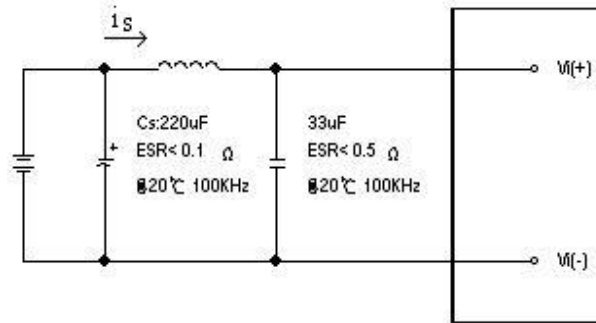 is
Vi(+)
Cs:220uF
ESR<0.1 Ω
@20℃ 100KHz
+
33uF
ESR<0.5 Ω
@20℃ 100KHz
Vi(-)